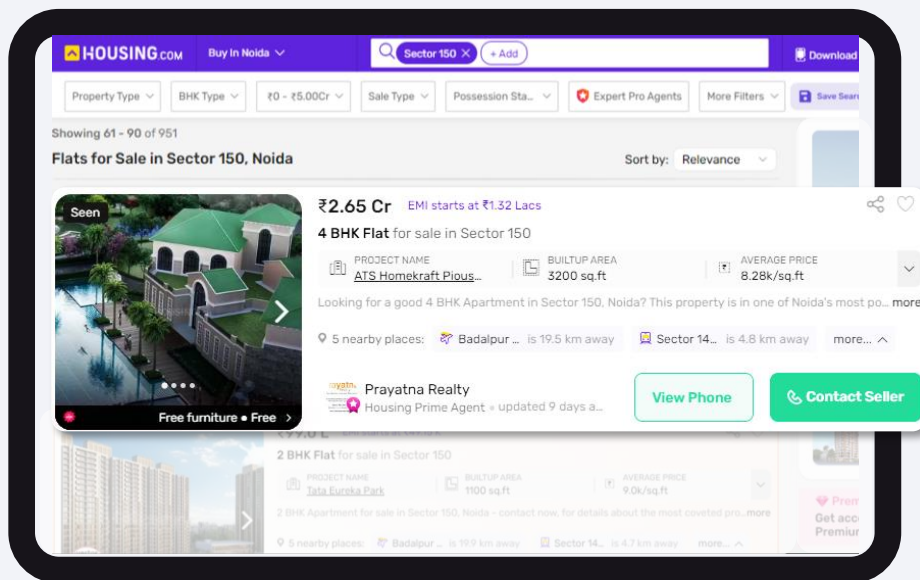 HOUSING.COM
Buy In Noida
Sector 150 ×
+ Add
Download
Property Type
BHK Type
₹0 - ₹5.00Cr
Sale Type
Possession Sta...
Expert Pro Agents
More Filters
Save Sear
Showing 61 - 90 of 951
Flats for Sale in Sector 150, Noida
Sort by: Relevance
Seen
₹2.65 Cr EMI starts at ₹1.32 Lacs
4 BHK Flat for sale in Sector 150
PROJECT NAME
ATS Homekraft Pious...
BUILTUP AREA
3200 sq.ft
AVERAGE PRICE
8.28k/sq.ft
Looking for a good 4 BHK Apartment in Sector 150, Noida? This property is in one of Noida's most po... more
5 nearby places: Badalpur ... is 19.5 km away Sector 14... is 4.8 km away more...
Free furniture • Free
Prayatna Realty
Housing Prime Agent • updated 9 days a...
View Phone
Contact Seller
2 BHK Flat for sale in Sector 150
PROJECT NAME
Tata Eureka Park
BUILTUP AREA
1100 sq.ft
AVERAGE PRICE
9.0k/sq.ft
2 BHK Apartment for sale in Sector 150, Noida - contact now, for details about the most coveted pro..more
5 nearby places: Badalpur ... is 19.9 km away Sector 14... is 4.7 km away more...
Prem
Get acc
Premiur